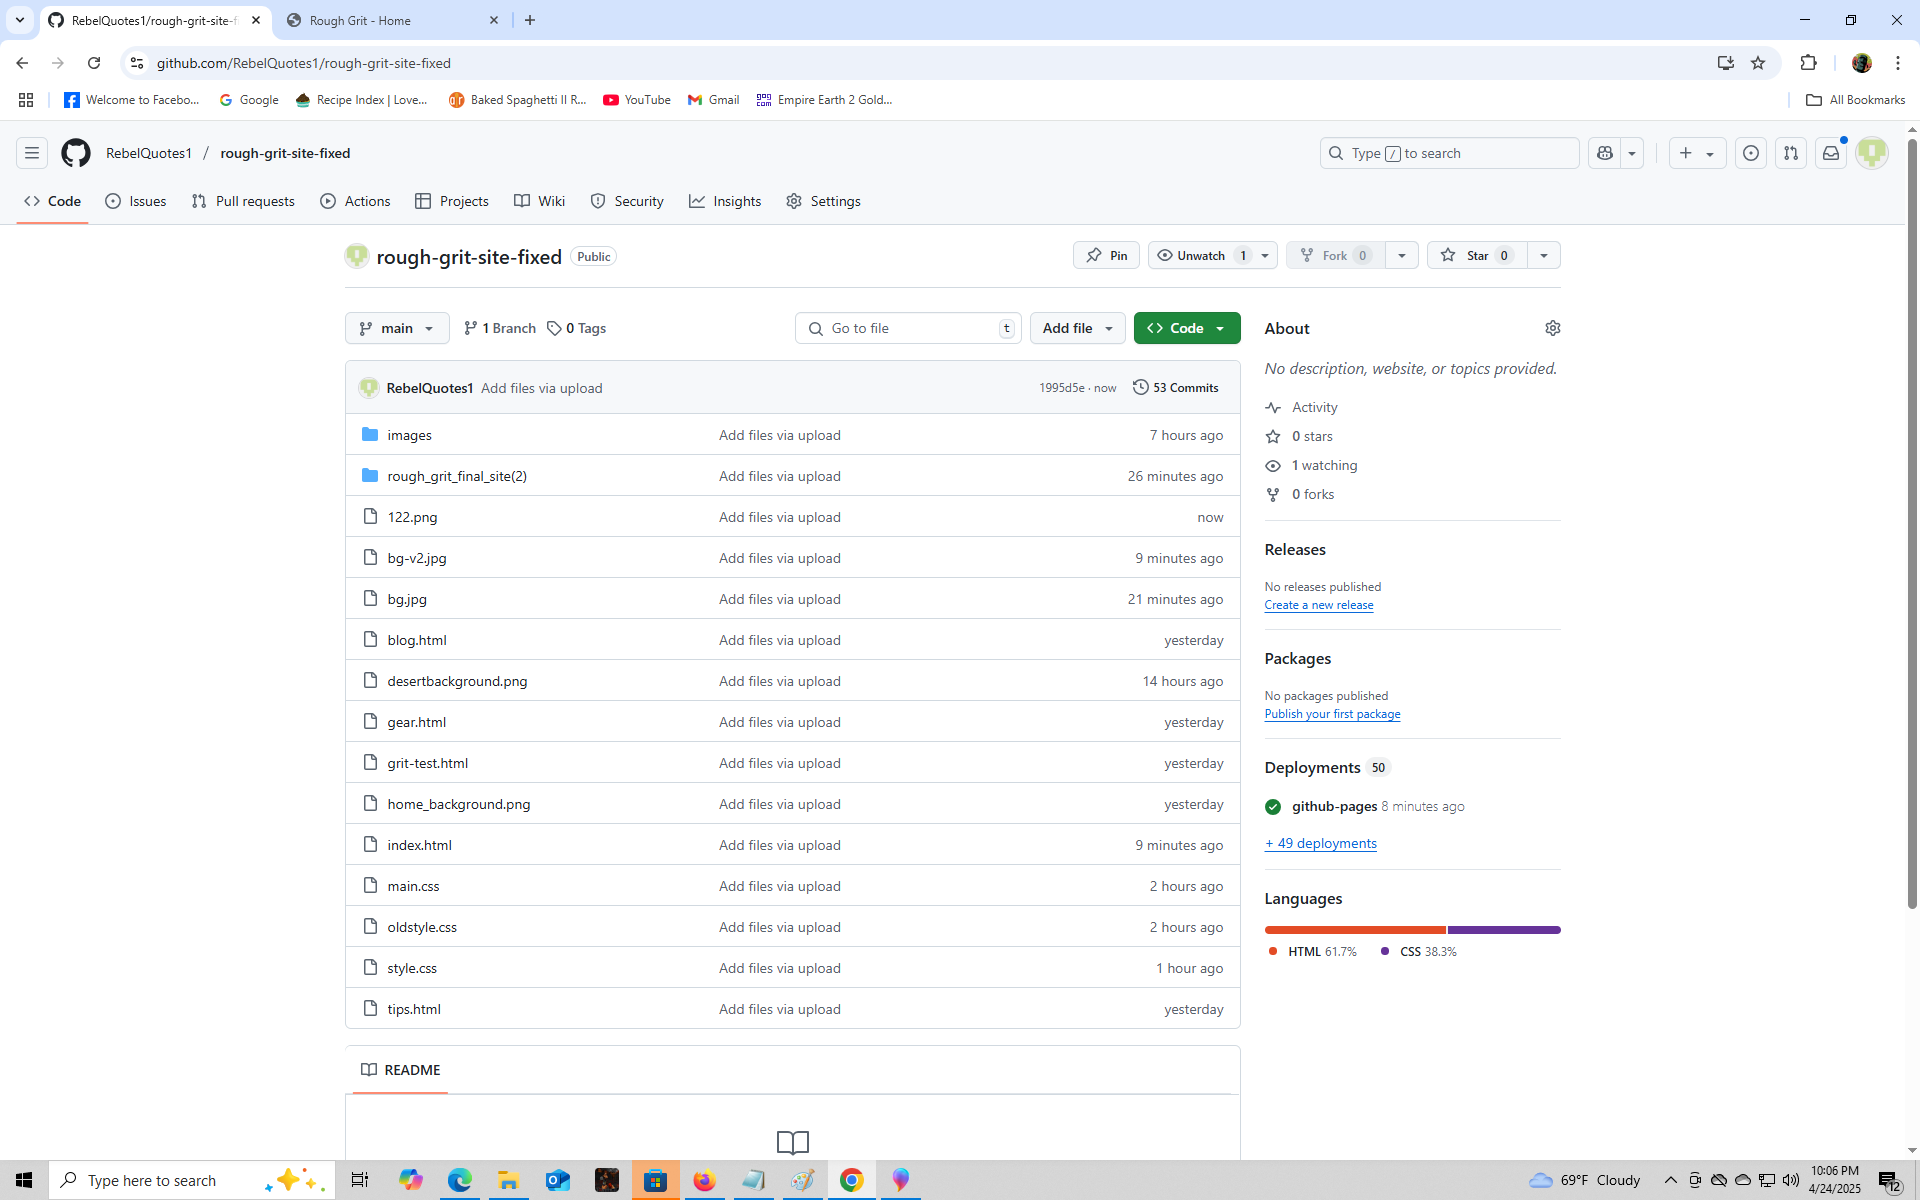 RebelQuotes1/rough-grit-site-fi
Rough Grit - Home
github.com/RebelQuotes1/rough-grit-site-fixed
Welcome to Facebo...
Google
Recipe Index | Love...
Baked Spaghetti II R...
YouTube
Gmail
Empire Earth 2 Gold...
All Bookmarks
RebelQuotes1 / rough-grit-site-fixed
Type / to search
Code
Issues
Pull requests
Actions
Projects
Wiki
Security
Insights
Settings
rough-grit-site-fixed Public
Pin
Unwatch 1
Fork 0
Star 0
main
1 Branch
0 Tags
Go to file t
Add file
Code
RebelQuotes1 Add files via upload 1995d5e · now 53 Commits
images Add files via upload 7 hours ago
rough_grit_final_site(2) Add files via upload 26 minutes ago
122.png Add files via upload now
bg-v2.jpg Add files via upload 9 minutes ago
bg.jpg Add files via upload 21 minutes ago
blog.html Add files via upload yesterday
desertbackground.png Add files via upload 14 hours ago
gear.html Add files via upload yesterday
grit-test.html Add files via upload yesterday
home_background.png Add files via upload yesterday
index.html Add files via upload 9 minutes ago
main.css Add files via upload 2 hours ago
oldstyle.css Add files via upload 2 hours ago
style.css Add files via upload 1 hour ago
tips.html Add files via upload yesterday
README
About
No description, website, or topics provided.
Activity
0 stars
1 watching
0 forks
Releases
No releases published
Create a new release
Packages
No packages published
Publish your first package
Deployments 50
github-pages 8 minutes ago
+ 49 deployments
Languages
HTML 61.7% CSS 38.3%
Type here to search
69°F Cloudy
10:06 PM
4/24/2025
12